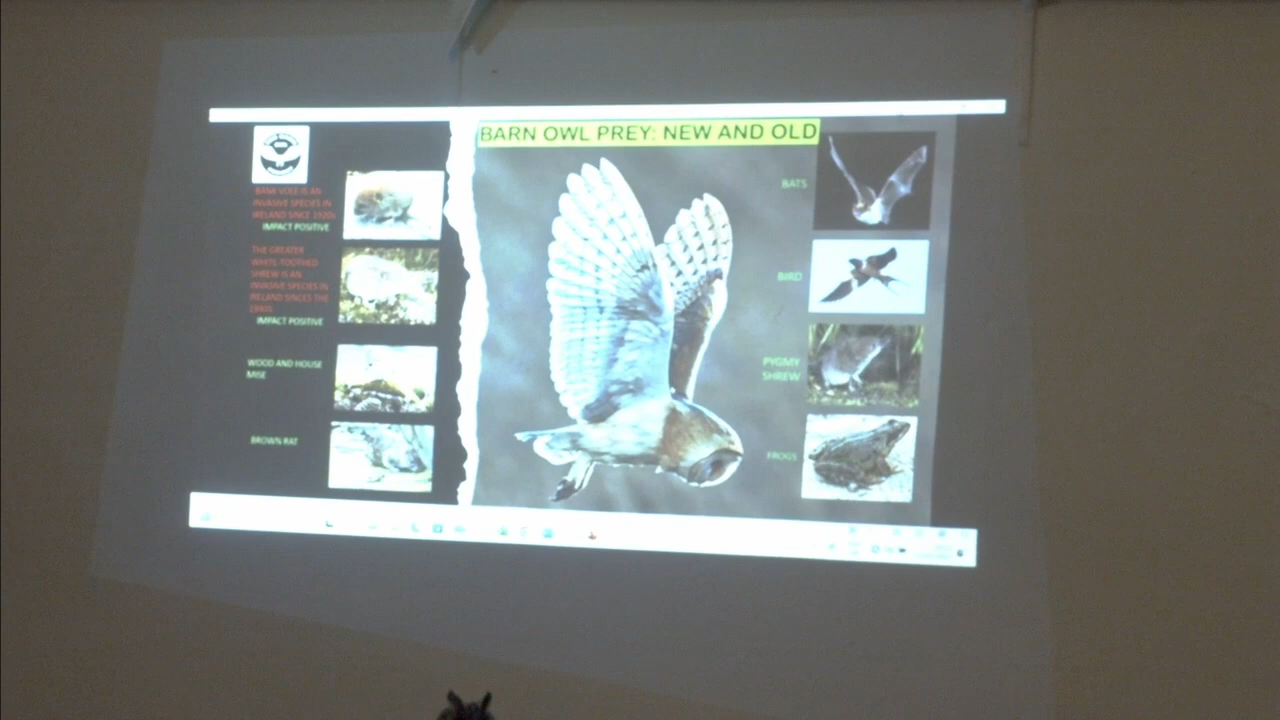 BARN OWL PREY: NEW AND OLD
BANK VOLE IS AN
INVASIVE SPECIES IN
IRELAND SINCE 1920s
IMPACT POSITIVE
THE GREATER
WHITE-TOOTHED
SHREW IS AN
INVASIVE SPECIES IN
IRELAND SINCES THE
IMPACT POSITIVE
WOOD AND HOUSE
MISE
BROWN RAT
BATS
BIRD
PYGMY
SHREW
FROGS